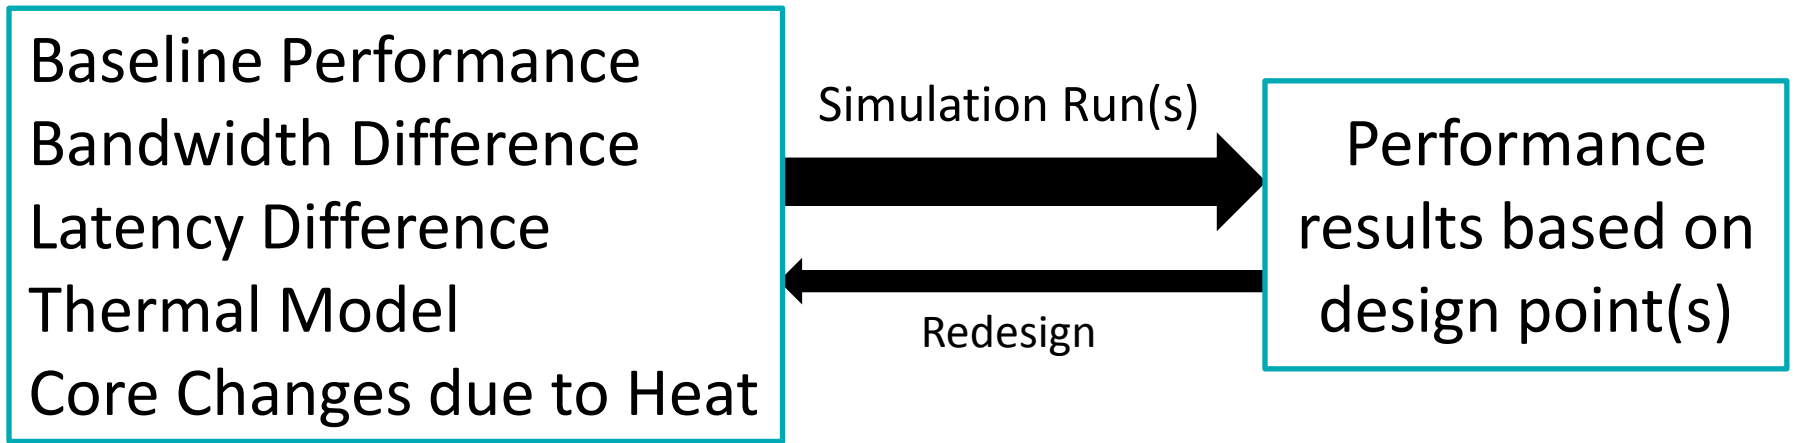 Baseline Performance
Bandwidth Difference
Latency Difference
Thermal Model
Core Changes due to Heat
Simulation Run(s)
Redesign
Performance
results based on
design point(s)